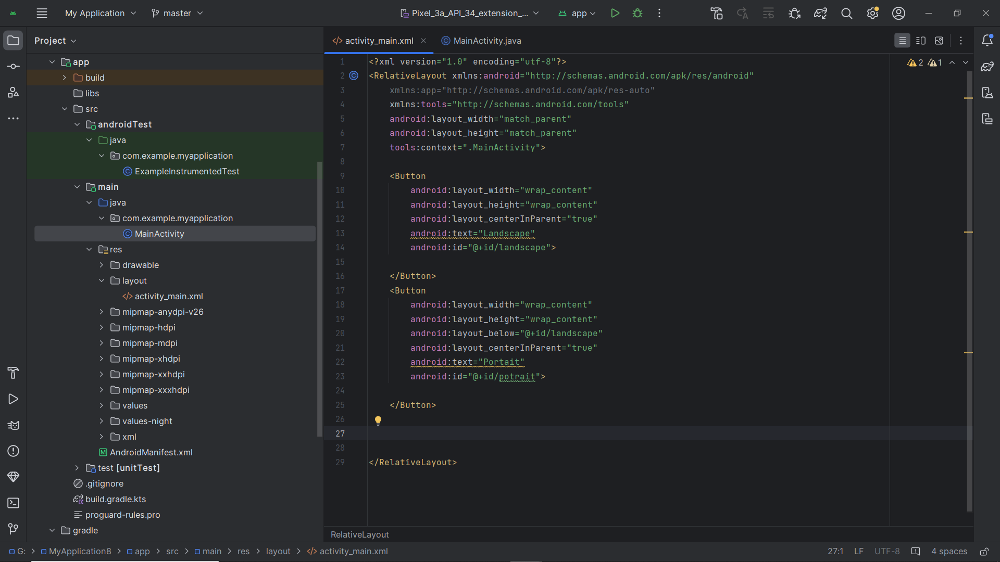 My Application
master
Pixel_3a_API_34_extension_...
app
Project
activity_main.xml
MainActivity.java
app
build
libs
src
androidTest
java
com.example.myapplication
ExampleInstrumentedTest
main
java
com.example.myapplication
MainActivity
res
drawable
layout
activity_main.xml
mipmap-anydpi-v26
mipmap-hdpi
mipmap-mdpi
mipmap-xhdpi
mipmap-xxhdpi
mipmap-xxxhdpi
values
values-night
xml
AndroidManifest.xml
test [unitTest]
.gitignore
build.gradle.kts
proguard-rules.pro
gradle
2 1
1 <?xml version="1.0" encoding="utf-8"?>
2 <RelativeLayout xmlns:android="http://schemas.android.com/apk/res/android"
3 xmlns:app="http://schemas.android.com/apk/res-auto"
4 xmlns:tools="http://schemas.android.com/tools"
5 android:layout_width="match_parent"
6 android:layout_height="match_parent"
7 tools:context=".MainActivity">
8
9 <Button
10 android:layout_width="wrap_content"
11 android:layout_height="wrap_content"
12 android:layout_centerInParent="true"
13 android:text="Landscape"
14 android:id="@+id/landscape">
15
16 </Button>
17 <Button
18 android:layout_width="wrap_content"
19 android:layout_height="wrap_content"
20 android:layout_below="@+id/landscape"
21 android:layout_centerInParent="true"
22 android:text="Portait"
23 android:id="@+id/potrait">
24
25 </Button>
26
27
28
29 </RelativeLayout>
RelativeLayout
G: > MyApplication8 > app > src > main > res > layout > activity_main.xml
27:1 LF UTF-8 4 spaces